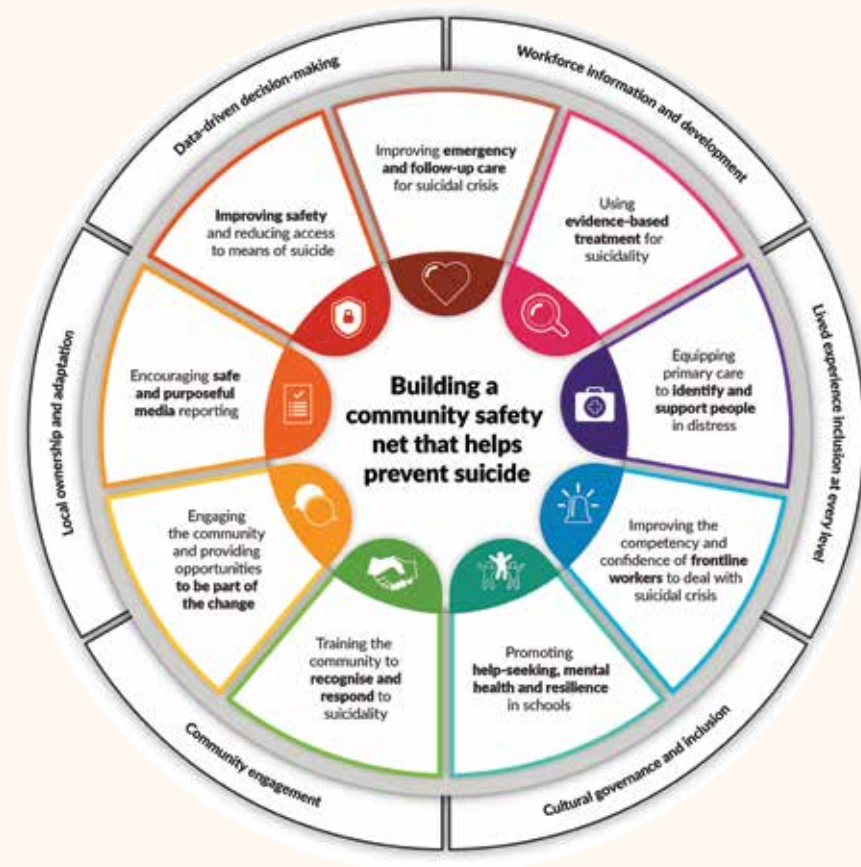 Data-driven decision-making
Workforce information and development
Lived experience inclusion at every level
Cultural governance and inclusion
Community engagement
Local ownership and adaptation
Improving emergency
and follow-up care
for suicidal crisis
Using
evidence-based
treatment for
suicidality
Equipping
primary care
to identify and
support people
in distress
Improving the
competency and
confidence of frontline
workers to deal with
suicidal crisis
Promoting
help-seeking, mental
health and resilience
in schools
Training the
community to
recognise and
respond to
suicidality
Engaging
the community
and providing
opportunities
to be part of
the change
Encouraging safe
and purposeful
media reporting
Improving safety
and reducing access
to means of suicide
Building a
community safety
net that helps
prevent suicide